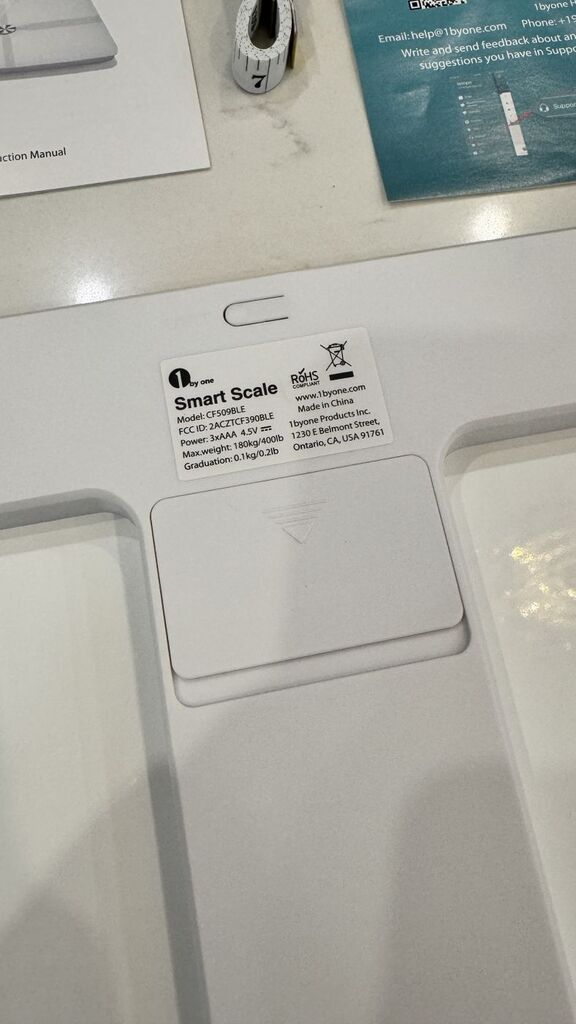 uction Manual
7
1byone
Email: help@1byone.com
Phone: +19
Write and send feedback about an
suggestions you have in Suppo
Suppo
1 by one
Smart Scale
Model: CF509BLE
FCC ID: 2ACZTCF390BLE
Power: 3xAAA 4.5V
Max.weight: 180kg/400lb
Graduation: 0.1kg/0.2lb
RoHS
COMPLIANT
www.1byone.com
Made in China
1byone Products Inc.
1230 E Belmont Street,
Ontario, CA, USA 91761